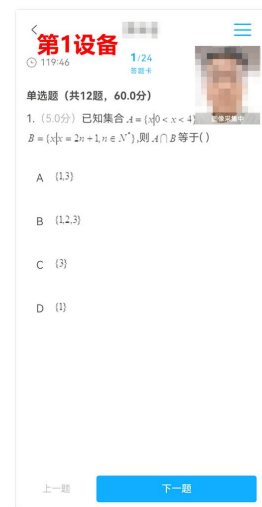 第1设备
119:46
1/24
答题卡
图像采集中
单选题（共12题，60.0分）
1.（5.0分）已知集合 A = {x|0 < x < 4}
B = {x|x = 2n + 1, n ∈ N*},则 A∩B等于( )
A {1,3}
B {1,2,3}
C {3}
D {1}
上一题
下一题